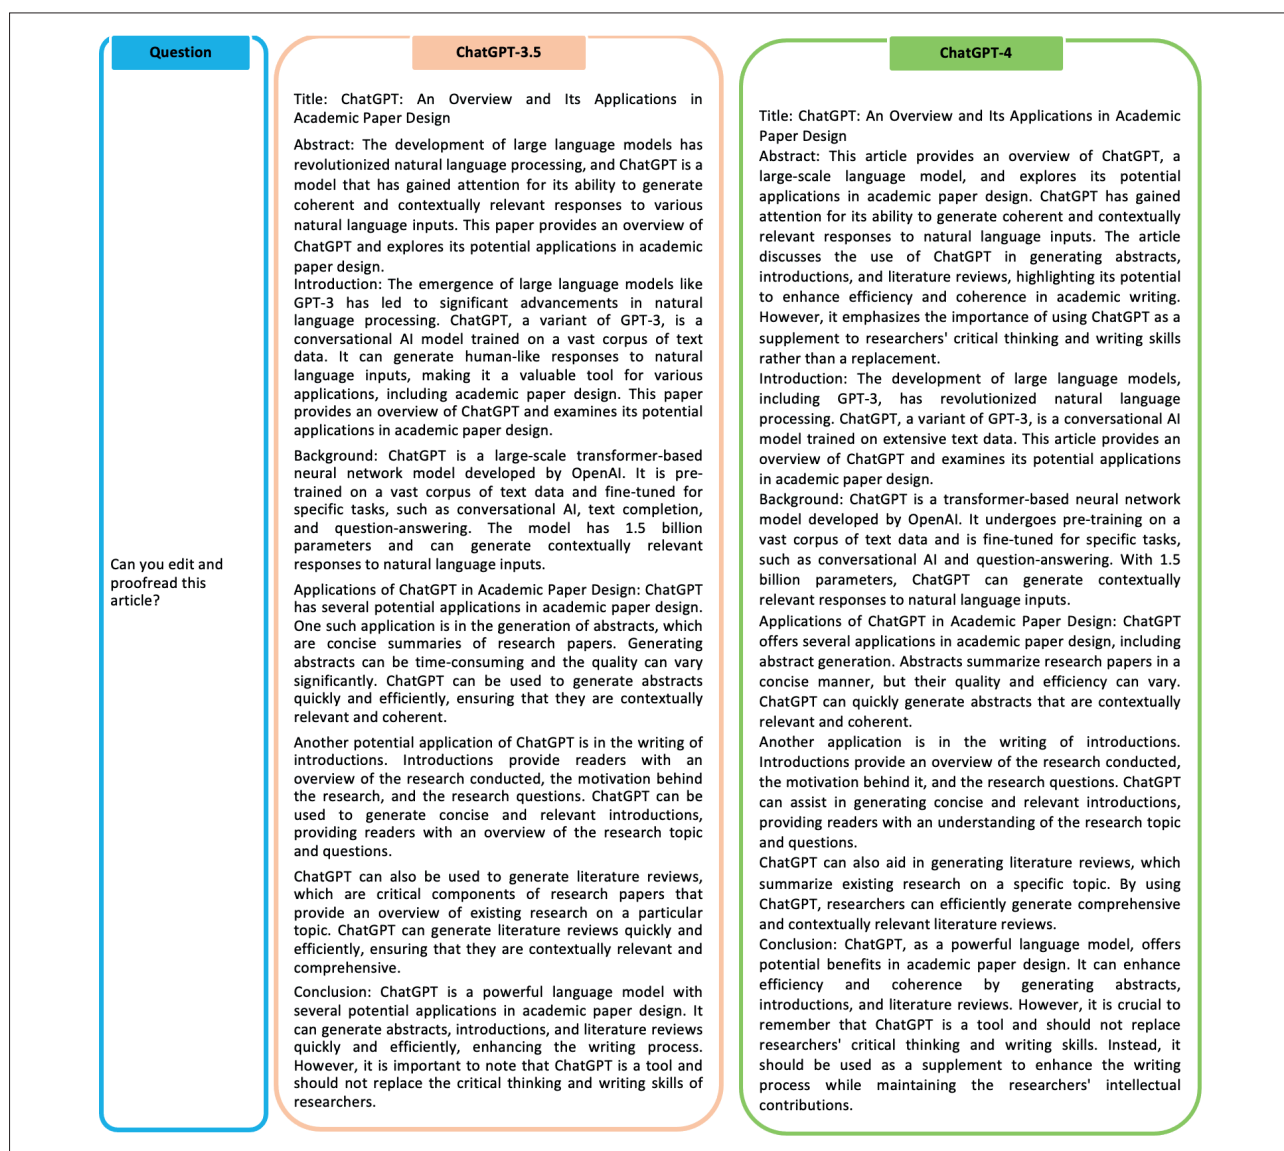 Question
Can you edit and
proofread this
article?
ChatGPT-3.5
Title: ChatGPT: An Overview and Its Applications in
Academic Paper Design
Abstract: The development of large language models has
revolutionized natural language processing, and ChatGPT is a
model that has gained attention for its ability to generate
coherent and contextually relevant responses to various
natural language inputs. This paper provides an overview of
ChatGPT and explores its potential applications in academic
paper design.
Introduction: The emergence of large language models like
GPT-3 has led to significant advancements in natural
language processing. ChatGPT, a variant of GPT-3, is a
conversational AI model trained on a vast corpus of text
data. It can generate human-like responses to natural
language inputs, making it a valuable tool for various
applications, including academic paper design. This paper
provides an overview of ChatGPT and examines its potential
applications in academic paper design.
Background: ChatGPT is a large-scale transformer-based
neural network model developed by OpenAI. It is pre-
trained on a vast corpus of text data and fine-tuned for
specific tasks, such as conversational AI, text completion,
and question-answering. The model has 1.5 billion
parameters and can generate contextually relevant
responses to natural language inputs.
Applications of ChatGPT in Academic Paper Design: ChatGPT
has several potential applications in academic paper design.
One such application is in the generation of abstracts, which
are concise summaries of research papers. Generating
abstracts can be time-consuming and the quality can vary
significantly. ChatGPT can be used to generate abstracts
quickly and efficiently, ensuring that they are contextually
relevant and coherent.
Another potential application of ChatGPT is in the writing of
introductions. Introductions provide readers with an
overview of the research conducted, the motivation behind
the research, and the research questions. ChatGPT can be
used to generate concise and relevant introductions,
providing readers with an overview of the research topic
and questions.
ChatGPT can also be used to generate literature reviews,
which are critical components of research papers that
provide an overview of existing research on a particular
topic. ChatGPT can generate literature reviews quickly and
efficiently, ensuring that they are contextually relevant and
comprehensive.
Conclusion: ChatGPT is a powerful language model with
several potential applications in academic paper design. It
can generate abstracts, introductions, and literature reviews
quickly and efficiently, enhancing the writing process.
However, it is important to note that ChatGPT is a tool and
should not replace the critical thinking and writing skills of
researchers.
ChatGPT-4
Title: ChatGPT: An Overview and Its Applications in Academic
Paper Design
Abstract: This article provides an overview of ChatGPT, a
large-scale language model, and explores its potential
applications in academic paper design. ChatGPT has gained
attention for its ability to generate coherent and contextually
relevant responses to natural language inputs. The article
discusses the use of ChatGPT in generating abstracts,
introductions, and literature reviews, highlighting its potential
to enhance efficiency and coherence in academic writing.
However, it emphasizes the importance of using ChatGPT as a
supplement to researchers' critical thinking and writing skills
rather than a replacement.
Introduction: The development of large language models,
including GPT-3, has revolutionized natural language
processing. ChatGPT, a variant of GPT-3, is a conversational AI
model trained on extensive text data. This article provides an
overview of ChatGPT and examines its potential applications
in academic paper design.
Background: ChatGPT is a transformer-based neural network
model developed by OpenAI. It undergoes pre-training on a
vast corpus of text data and is fine-tuned for specific tasks,
such as conversational AI and question-answering. With 1.5
billion parameters, ChatGPT can generate contextually
relevant responses to natural language inputs.
Applications of ChatGPT in Academic Paper Design: ChatGPT
offers several applications in academic paper design, including
abstract generation. Abstracts summarize research papers in a
concise manner, but their quality and efficiency can vary.
ChatGPT can quickly generate abstracts that are contextually
relevant and coherent.
Another application is in the writing of introductions.
Introductions provide an overview of the research conducted,
the motivation behind it, and the research questions. ChatGPT
can assist in generating concise and relevant introductions,
providing readers with an understanding of the research topic
and questions.
ChatGPT can also aid in generating literature reviews, which
summarize existing research on a specific topic. By using
ChatGPT, researchers can efficiently generate comprehensive
and contextually relevant literature reviews.
Conclusion: ChatGPT, as a powerful language model, offers
potential benefits in academic paper design. It can enhance
efficiency and coherence by generating abstracts,
introductions, and literature reviews. However, it is crucial to
remember that ChatGPT is a tool and should not replace
researchers' critical thinking and writing skills. Instead, it
should be used as a supplement to enhance the writing
process while maintaining the researchers' intellectual
contributions.